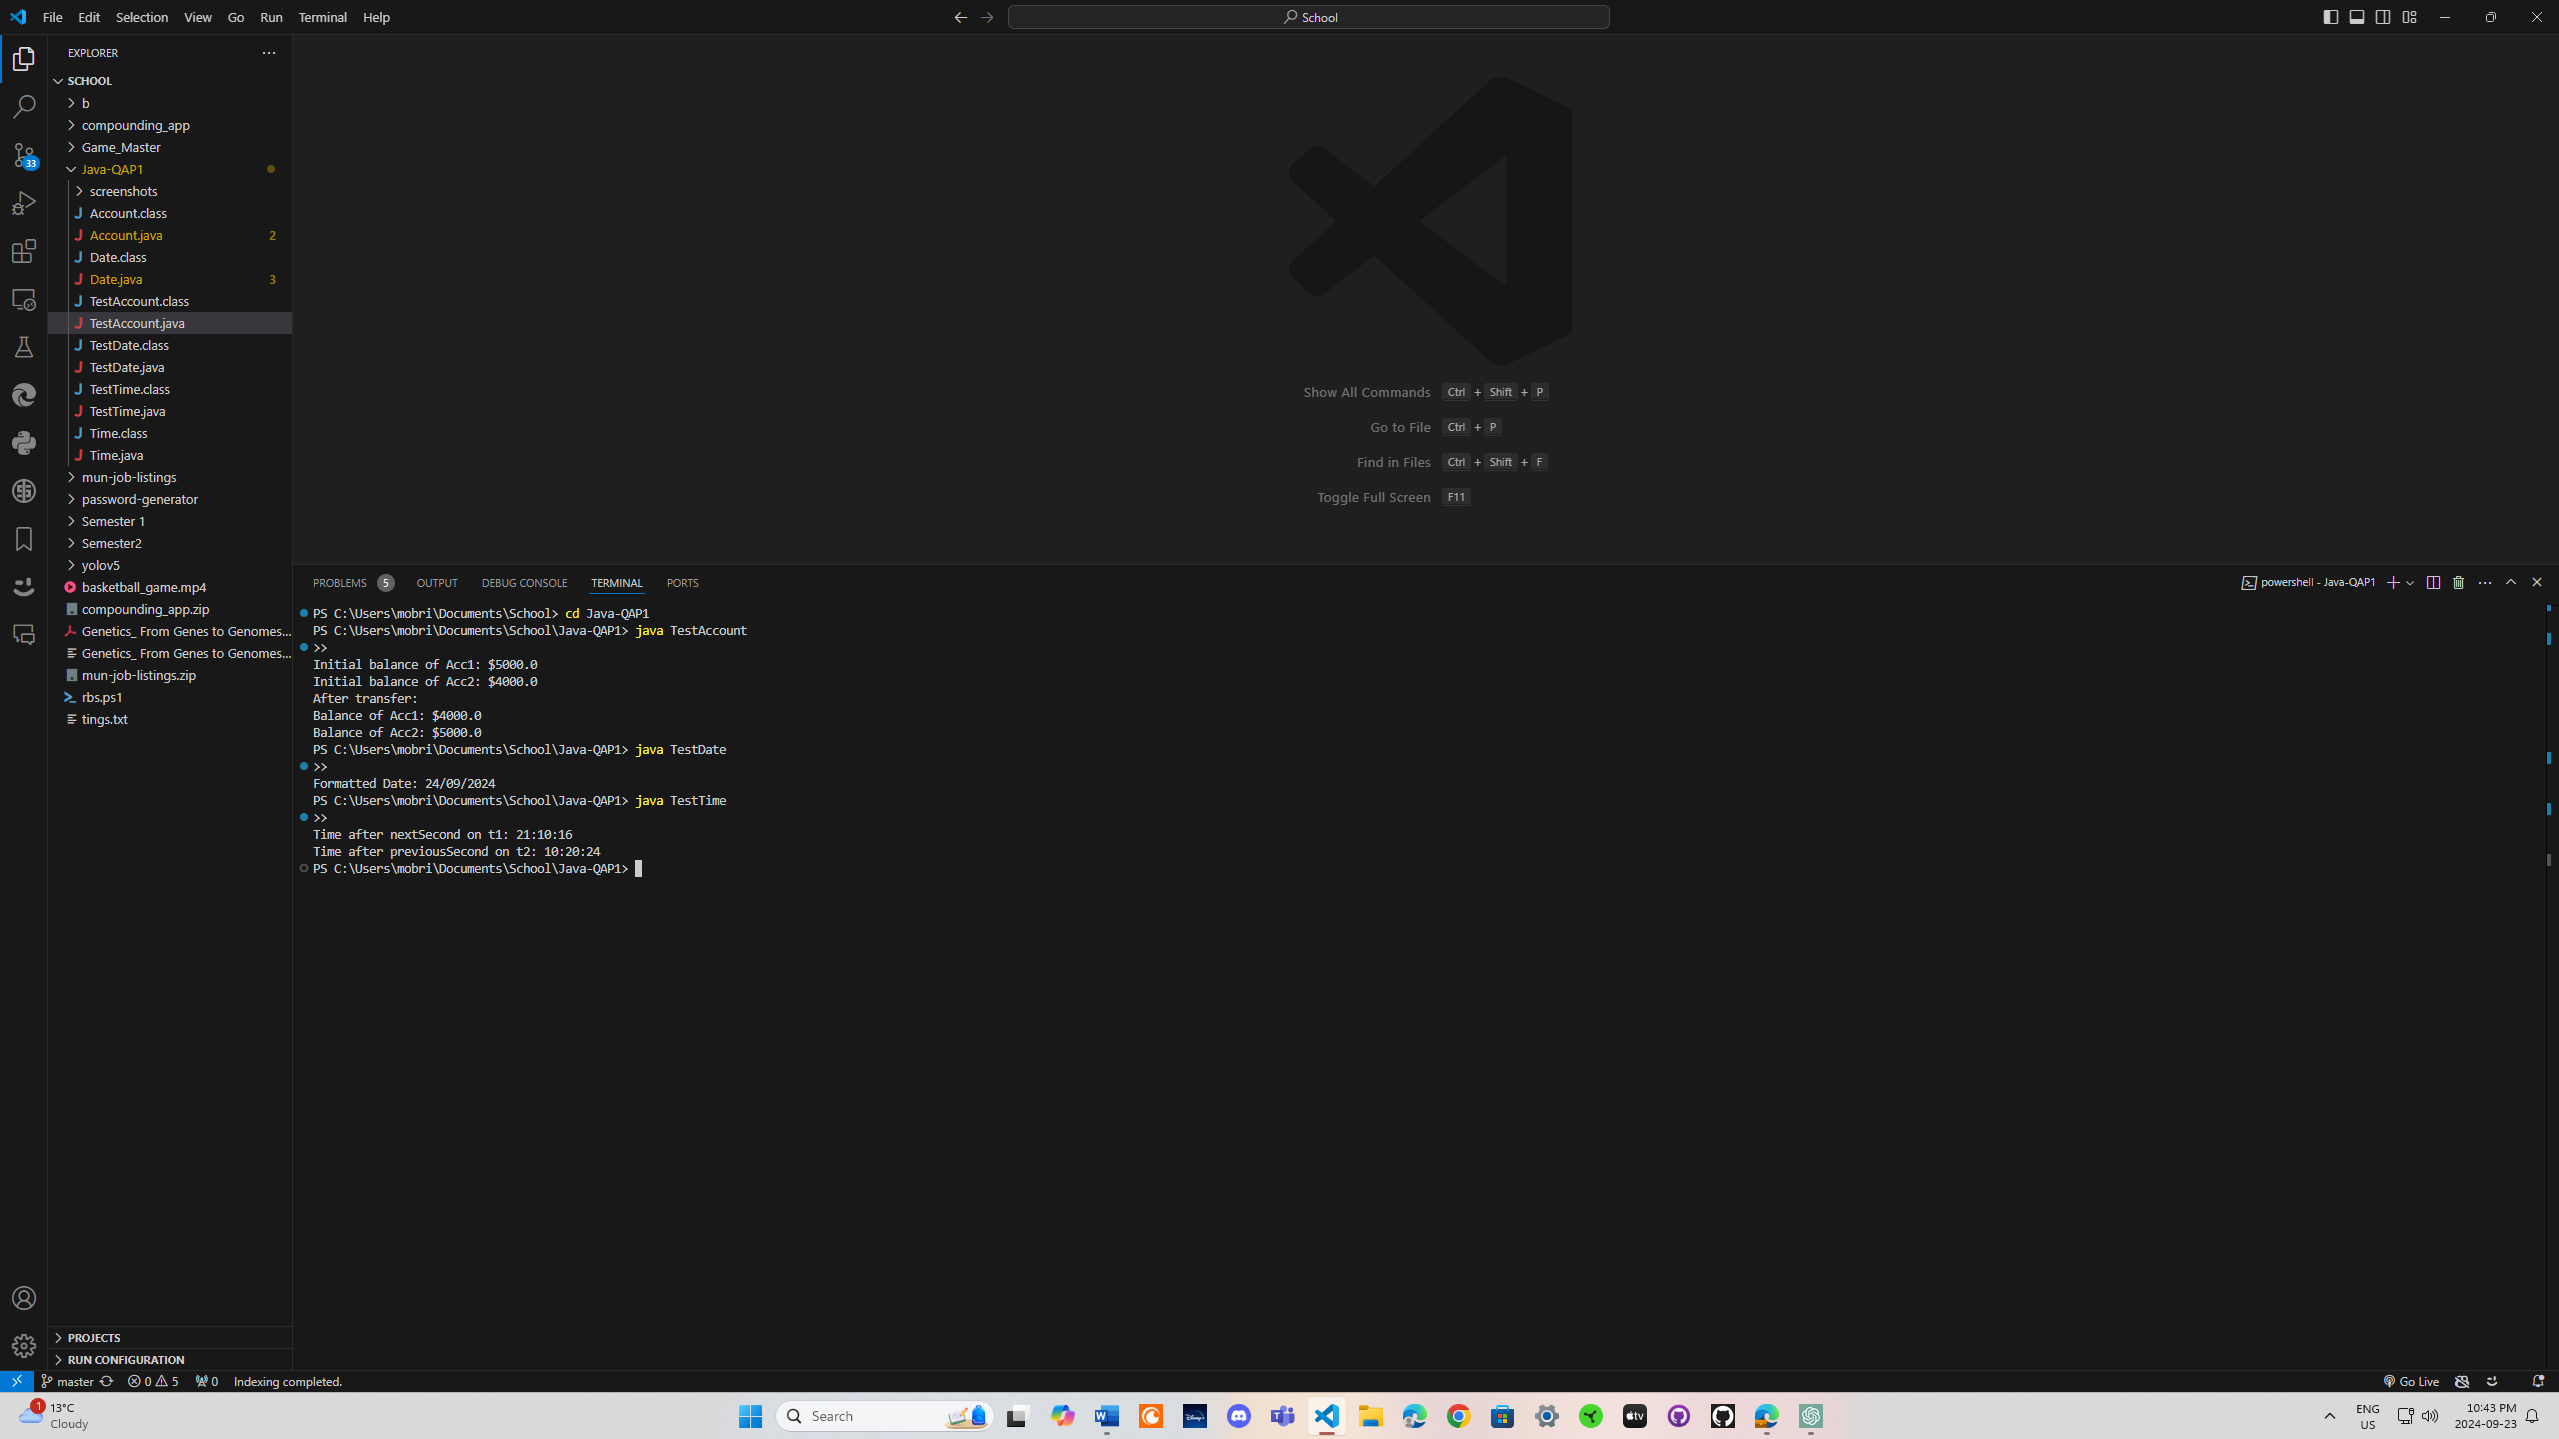 File Edit Selection View Go Run Terminal Help
School
EXPLORER
SCHOOL
b
compounding_app
Game_Master
33
Java-QAP1
screenshots
Account.class
Account.java 2
Date.class
Date.java 3
TestAccount.class
TestAccount.java
TestDate.class
TestDate.java
TestTime.class
TestTime.java
Time.class
Time.java
mun-job-listings
password-generator
Semester 1
Semester2
yolov5
basketball_game.mp4
compounding_app.zip
Genetics_ From Genes to Genomes...
Genetics_ From Genes to Genomes...
mun-job-listings.zip
rbs.ps1
tings.txt
PROJECTS
RUN CONFIGURATION
Show All Commands Ctrl + Shift + P
Go to File Ctrl + P
Find in Files Ctrl + Shift + F
Toggle Full Screen F11
PROBLEMS 5 OUTPUT DEBUG CONSOLE TERMINAL PORTS
powershell - Java-QAP1
PS C:\Users\mobri\Documents\School> cd Java-QAP1
PS C:\Users\mobri\Documents\School\Java-QAP1> java TestAccount
>>
Initial balance of Acc1: $5000.0
Initial balance of Acc2: $4000.0
After transfer:
Balance of Acc1: $4000.0
Balance of Acc2: $5000.0
PS C:\Users\mobri\Documents\School\Java-QAP1> java TestDate
>>
Formatted Date: 24/09/2024
PS C:\Users\mobri\Documents\School\Java-QAP1> java TestTime
>>
Time after nextSecond on t1: 21:10:16
Time after previousSecond on t2: 10:20:24
PS C:\Users\mobri\Documents\School\Java-QAP1>
master 0 5 0 Indexing completed.
Go Live
1
13°C
Cloudy
Search
Disney+
tv
ENG
US
10:43 PM
2024-09-23